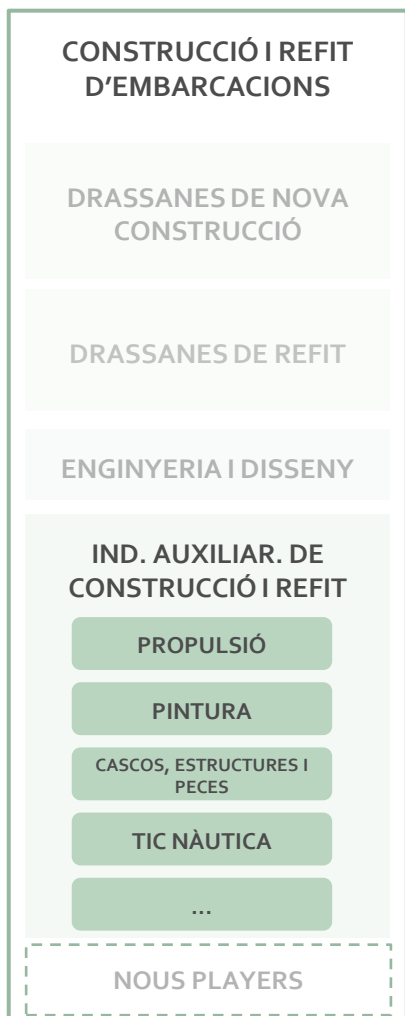 CONSTRUCCIÓ I REFIT
D’EMBARCACIONS
DRASSANES DE NOVA
CONSTRUCCIÓ
DRASSANES DE REFIT
ENGINYERIA I DISSENY
IND. AUXILIAR. DE
CONSTRUCCIÓ I REFIT
PROPULSIÓ
PINTURA
CASCOS, ESTRUCTURES I
PECES
TIC NÀUTICA
...
NOUS PLAYERS